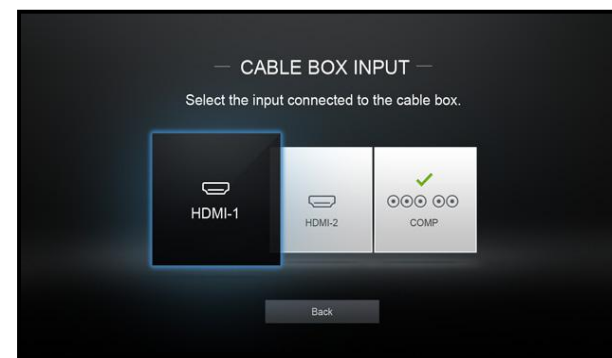 CABLE BOX INPUT
Select the input connected to the cable box.
HDMI-1
HDMI-2
COMP
Back